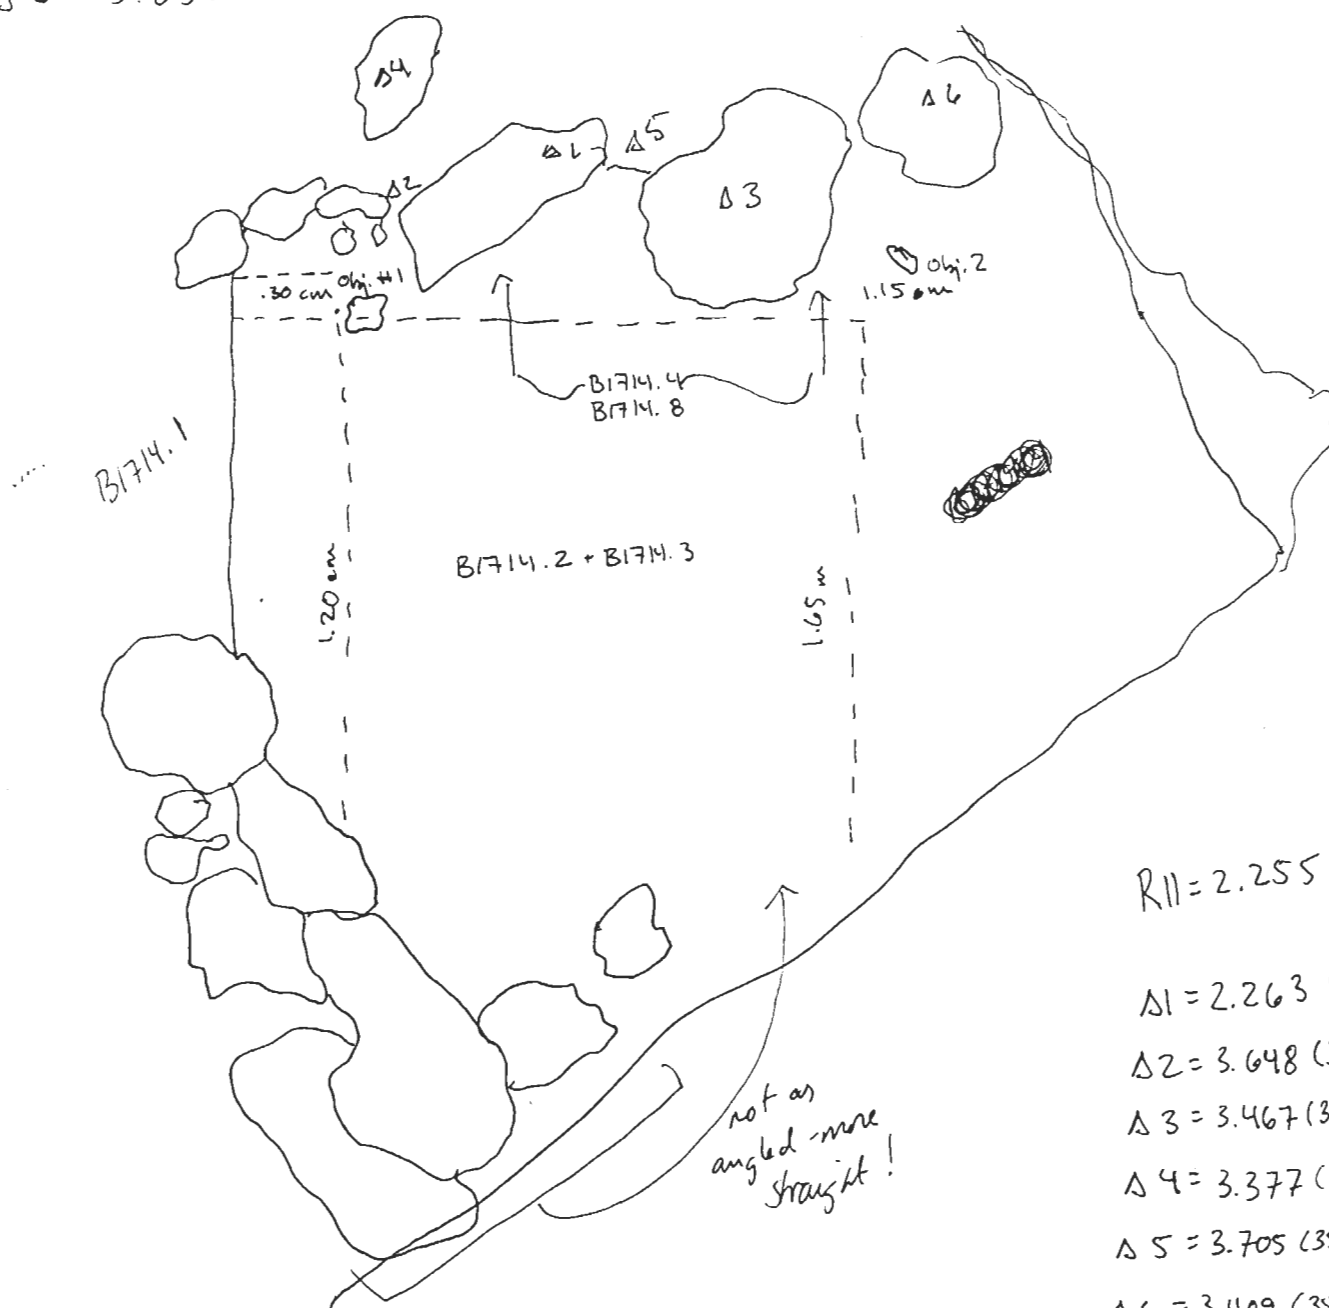 Δ4
Δ6
Δ1
Δ5
Δ2
Δ3
Obj. #1
.30 cm
Obj. 2
1.15 cm
B1714.4
B1714.8
B1714.1
B1714.2 + B1714.3
1.20 cm
1.65 m
R11 = 2.255
Δ1 = 2.263
Δ2 = 3.648 (
Δ3 = 3.467 (3
Δ4 = 3.377 (
Δ5 = 3.705 (3
not as
angled - more
straight!